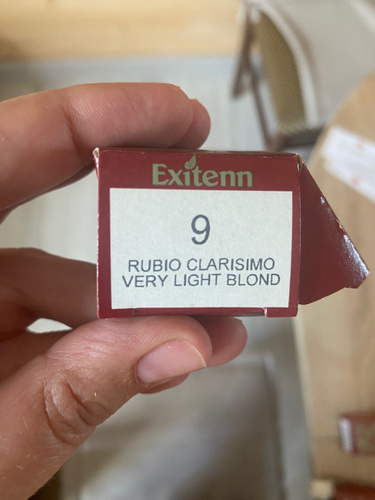 Exitenn
9
RUBIO CLARISIMO
VERY LIGHT BLOND